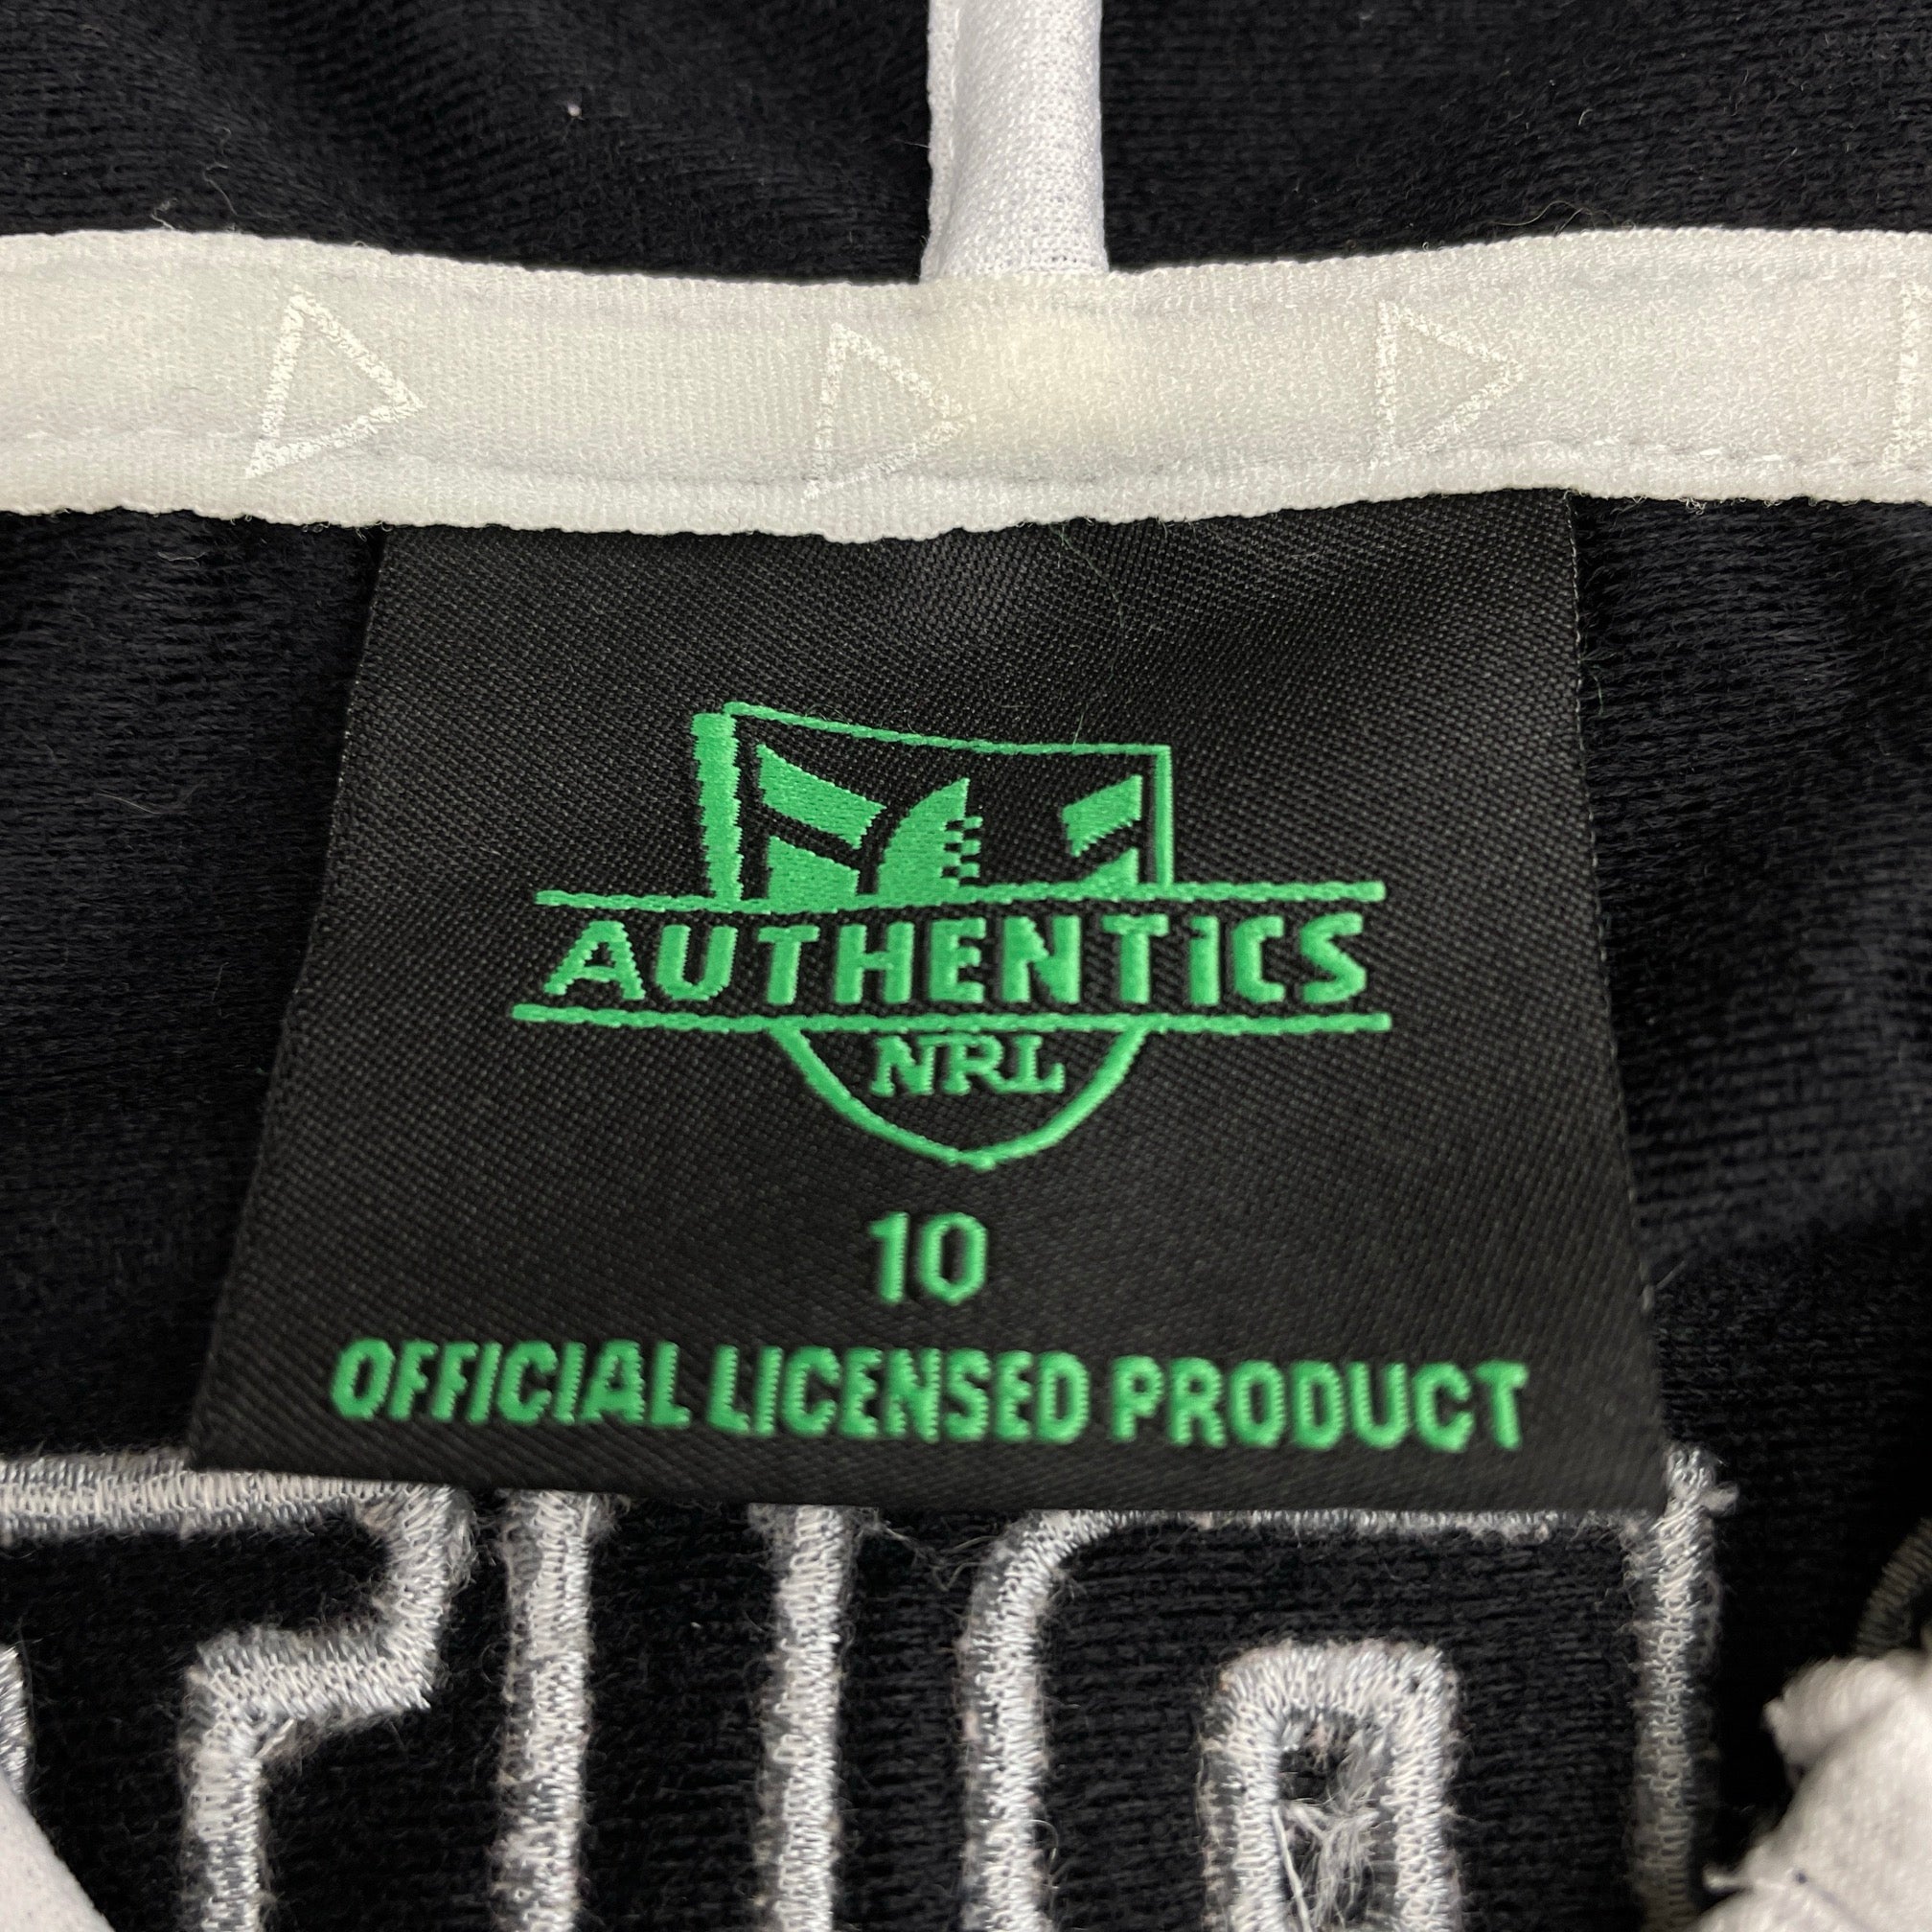 AUTHENTICS
NRL
10
OFFICIAL LICENSED PRODUCT